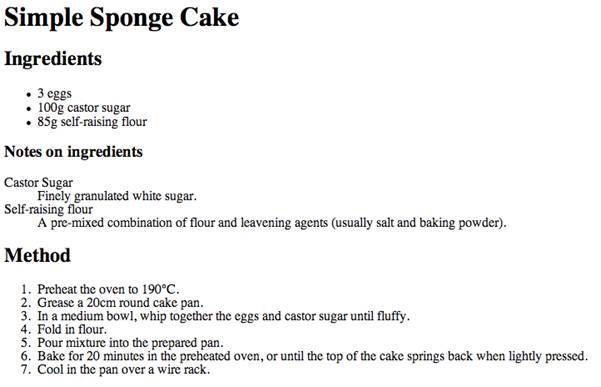 Simple Sponge Cake
Ingredients
• 3 eggs
• 100g castor sugar
• 85g self-raising flour
Notes on ingredients
Castor Sugar
Finely granulated white sugar.
Self-raising flour
A pre-mixed combination of flour and leavening agents (usually salt and baking powder).
Method
1. Preheat the oven to 190°C.
2. Grease a 20cm round cake pan.
3. In a medium bowl, whip together the eggs and castor sugar until fluffy.
4. Fold in flour.
5. Pour mixture into the prepared pan.
6. Bake for 20 minutes in the preheated oven, or until the top of the cake springs back when lightly pressed.
7. Cool in the pan over a wire rack.